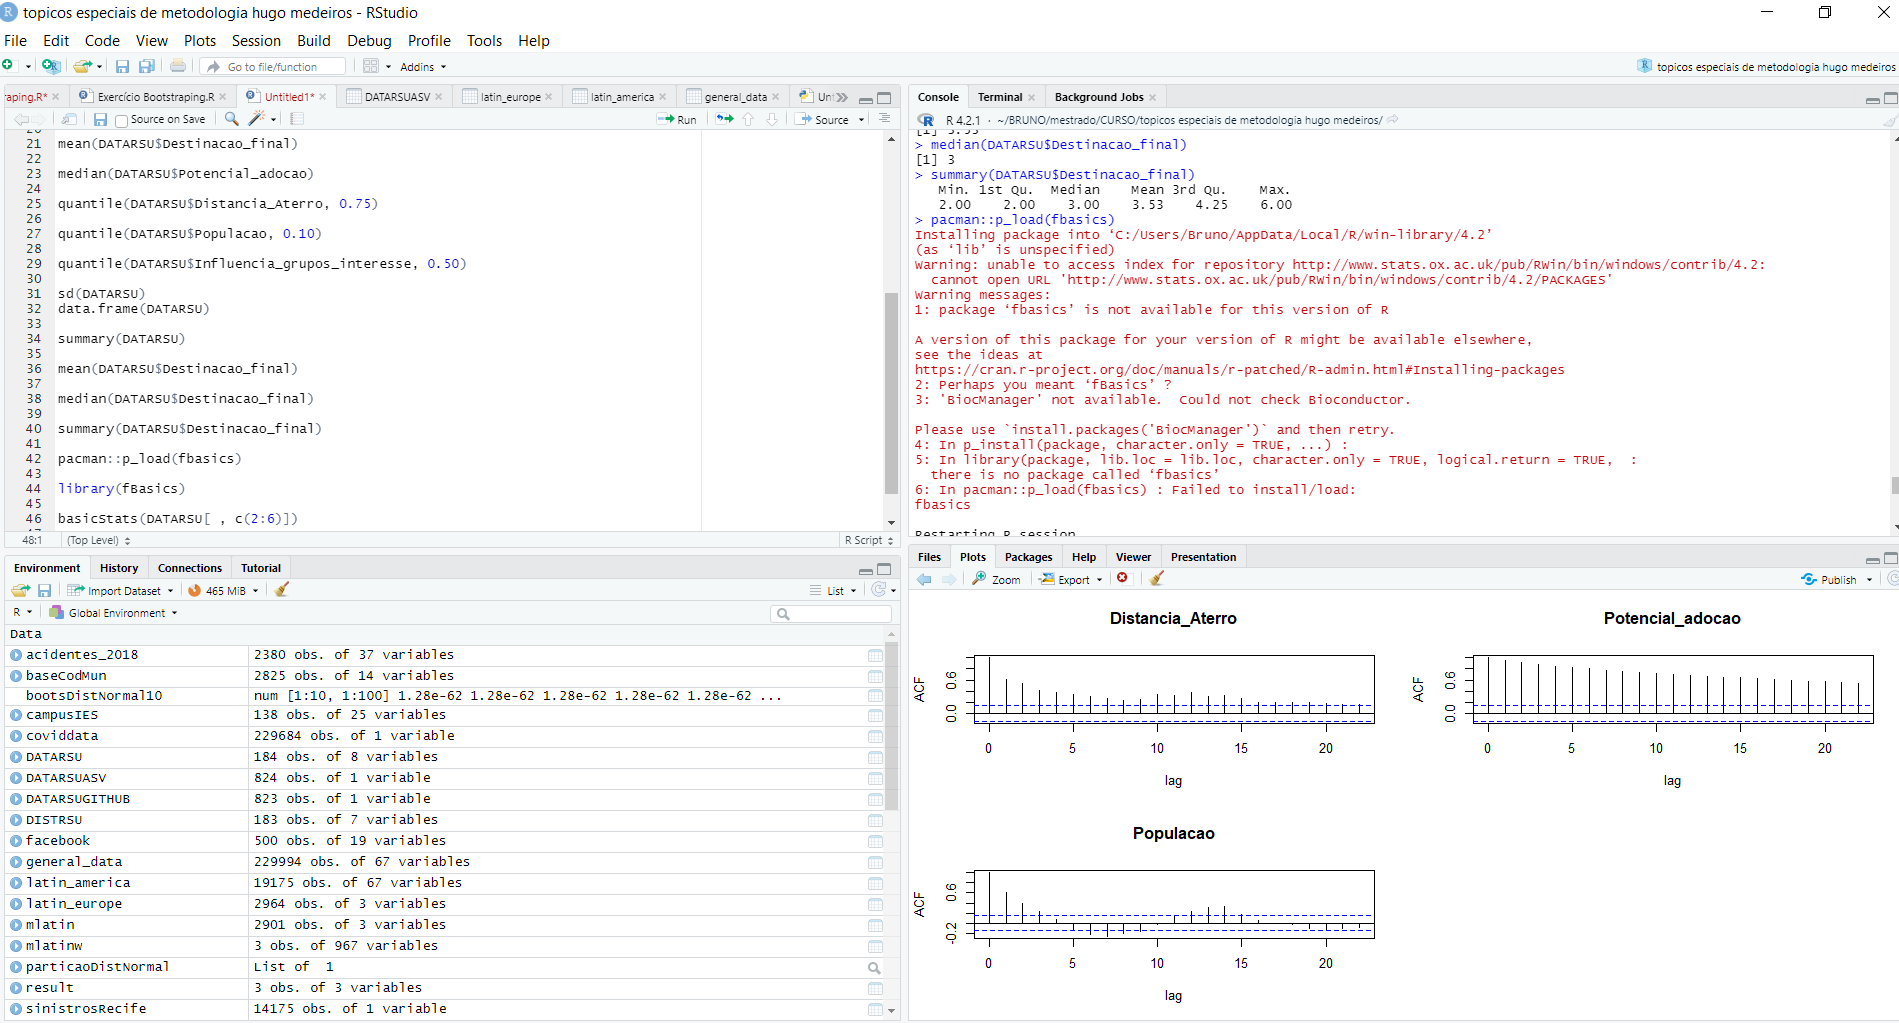 topicos especiais de metodologia hugo medeiros - RStudio
File Edit Code View Plots Session Build Debug Profile Tools Help
Go to file/function Addins topicos especiais de metodologia hugo medeiros
raping.R* Exercício Bootstraping.R Untitled1* DATARSUASV latin_europe latin_america general_data Unt
Source on Save Run Source
21 mean(DATARSU$Destinacao_final)
22
23 median(DATARSU$Potencial_adocao)
24
25 quantile(DATARSU$Distancia_Aterro, 0.75)
26
27 quantile(DATARSU$Populacao, 0.10)
28
29 quantile(DATARSU$Influencia_grupos_interesse, 0.50)
30
31 sd(DATARSU)
32 data.frame(DATARSU)
33
34 summary(DATARSU)
35
36 mean(DATARSU$Destinacao_final)
37
38 median(DATARSU$Destinacao_final)
39
40 summary(DATARSU$Destinacao_final)
41
42 pacman::p_load(fbasics)
43
44 library(fBasics)
45
46 basicStats(DATARSU[ , c(2:6)])
48:1 (Top Level) R Script
Console Terminal Background Jobs
R 4.2.1 · ~/BRUNO/mestrado/CURSO/topicos especiais de metodologia hugo medeiros/
> median(DATARSU$Destinacao_final)
[1] 3
> summary(DATARSU$Destinacao_final)
Min. 1st Qu. Median Mean 3rd Qu. Max.
2.00 2.00 3.00 3.53 4.25 6.00
> pacman::p_load(fbasics)
Installing package into ‘C:/Users/Bruno/AppData/Local/R/win-library/4.2’
(as ‘lib’ is unspecified)
Warning: unable to access index for repository http://www.stats.ox.ac.uk/pub/RWin/bin/windows/contrib/4.2:
cannot open URL 'http://www.stats.ox.ac.uk/pub/RWin/bin/windows/contrib/4.2/PACKAGES'
Warning messages:
1: package ‘fbasics’ is not available for this version of R
A version of this package for your version of R might be available elsewhere,
see the ideas at
https://cran.r-project.org/doc/manuals/r-patched/R-admin.html#Installing-packages
2: Perhaps you meant ‘fBasics’ ?
3: 'BiocManager' not available. Could not check Bioconductor.
Please use `install.packages('BiocManager')` and then retry.
4: In p_install(package, character.only = TRUE, ...) :
5: In library(package, lib.loc = lib.loc, character.only = TRUE, logical.return = TRUE, :
there is no package called ‘fbasics’
6: In pacman::p_load(fbasics) : Failed to install/load:
fbasics
Restarting R session
Environment History Connections Tutorial
Import Dataset 465 MiB List
R Global Environment
Data
acidentes_2018 2380 obs. of 37 variables
baseCodMun 2825 obs. of 14 variables
bootsDistNormal10 num [1:10, 1:100] 1.28e-62 1.28e-62 1.28e-62 1.28e-62 1.28e-62 ...
campusIES 138 obs. of 25 variables
coviddata 229684 obs. of 1 variable
DATARSU 184 obs. of 8 variables
DATARSUASV 824 obs. of 1 variable
DATARSUGITHUB 823 obs. of 1 variable
DISTRSU 183 obs. of 7 variables
facebook 500 obs. of 19 variables
general_data 229994 obs. of 67 variables
latin_america 19175 obs. of 67 variables
latin_europe 2964 obs. of 3 variables
mlatin 2901 obs. of 3 variables
mlatinw 3 obs. of 967 variables
particaoDistNormal List of 1
result 3 obs. of 3 variables
sinistrosRecife 14175 obs. of 1 variable
Files Plots Packages Help Viewer Presentation
Zoom Export Publish
Distancia_Aterro
ACF
0.0 0.6
0 5 10 15 20
lag
Potencial_adocao
ACF
0.0 0.6
0 5 10 15 20
lag
Populacao
ACF
-0.2 0.6
0 5 10 15 20
lag